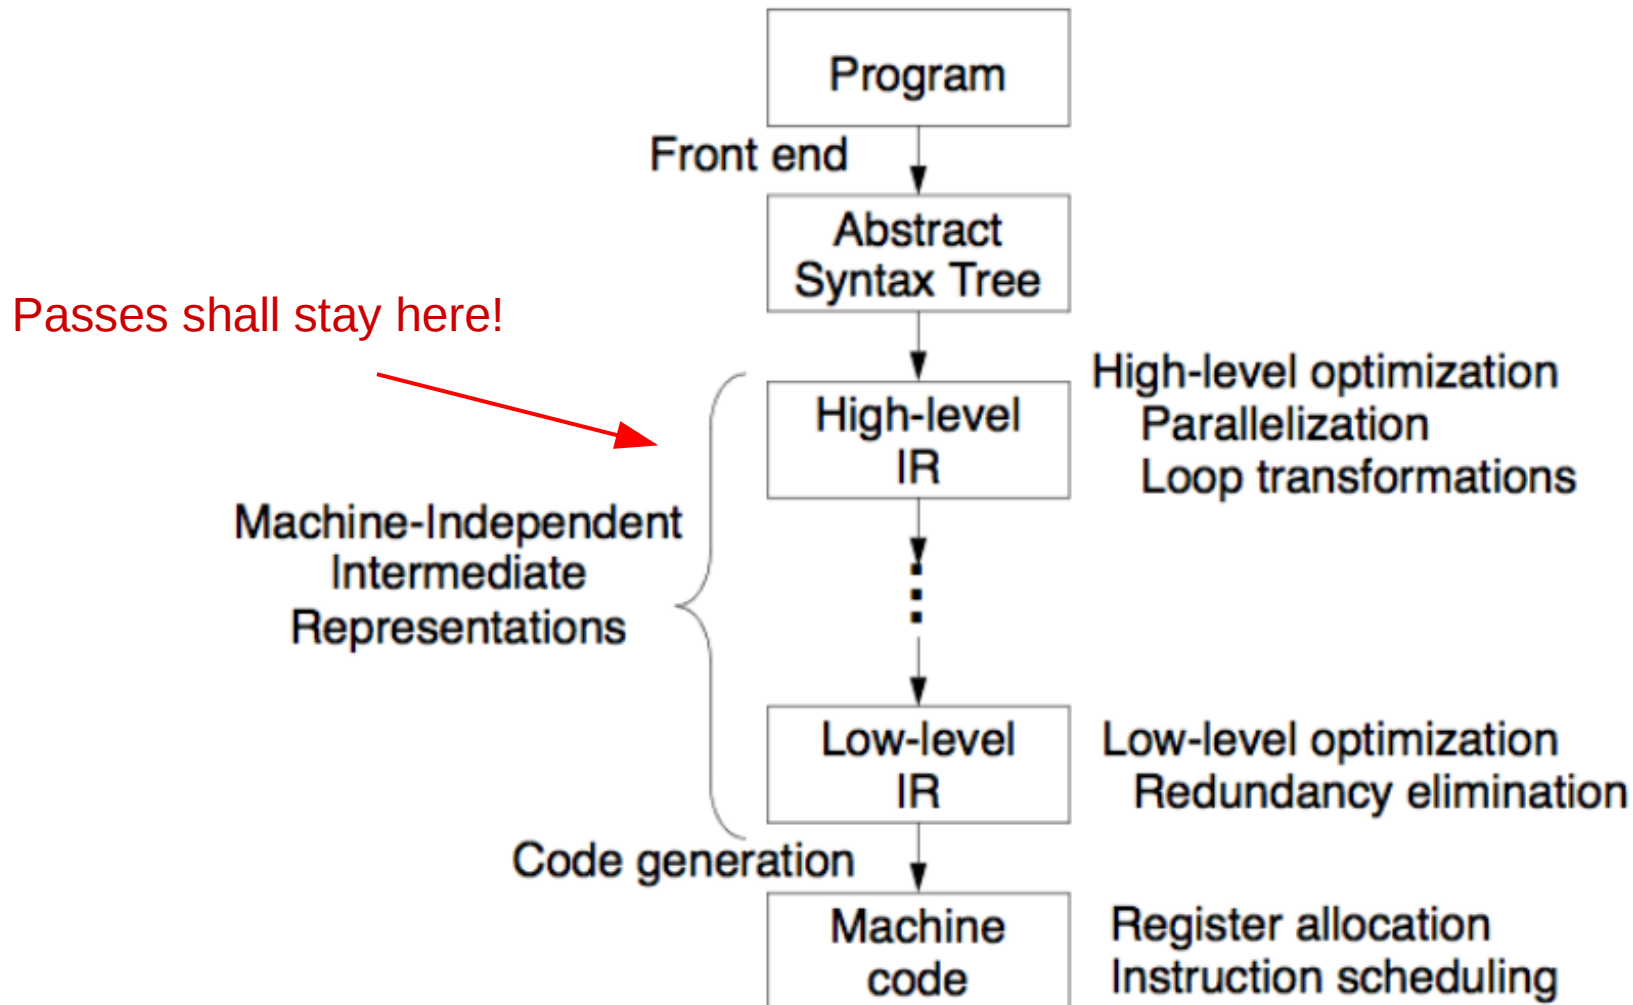 Program
Front end
Abstract
Syntax Tree
Passes shall stay here!
High-level
IR
High-level optimization
Parallelization
Loop transformations
Machine-Independent
Intermediate
Representations
Low-level
IR
Low-level optimization
Redundancy elimination
Code generation
Machine
code
Register allocation
Instruction scheduling